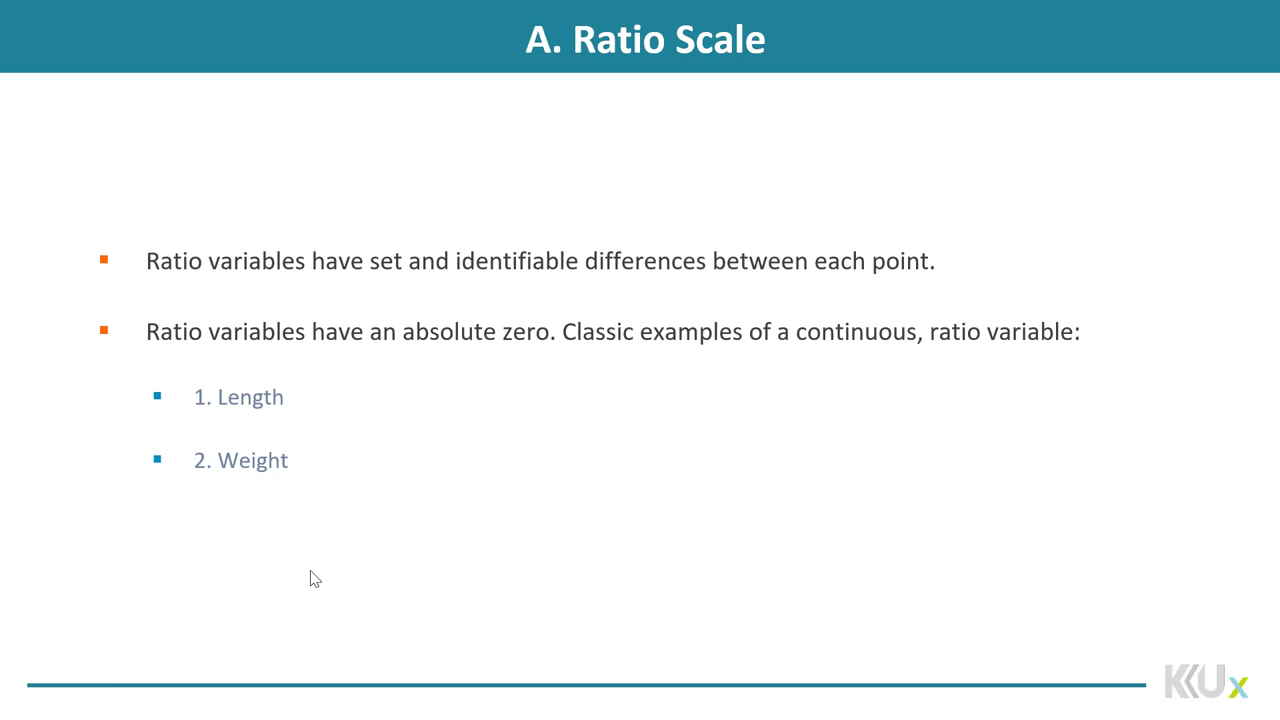 A. Ratio Scale
Ratio variables have set and identifiable differences between each point.
Ratio variables have an absolute zero. Classic examples of a continuous, ratio variable:
1. Length
2. Weight
KKUx